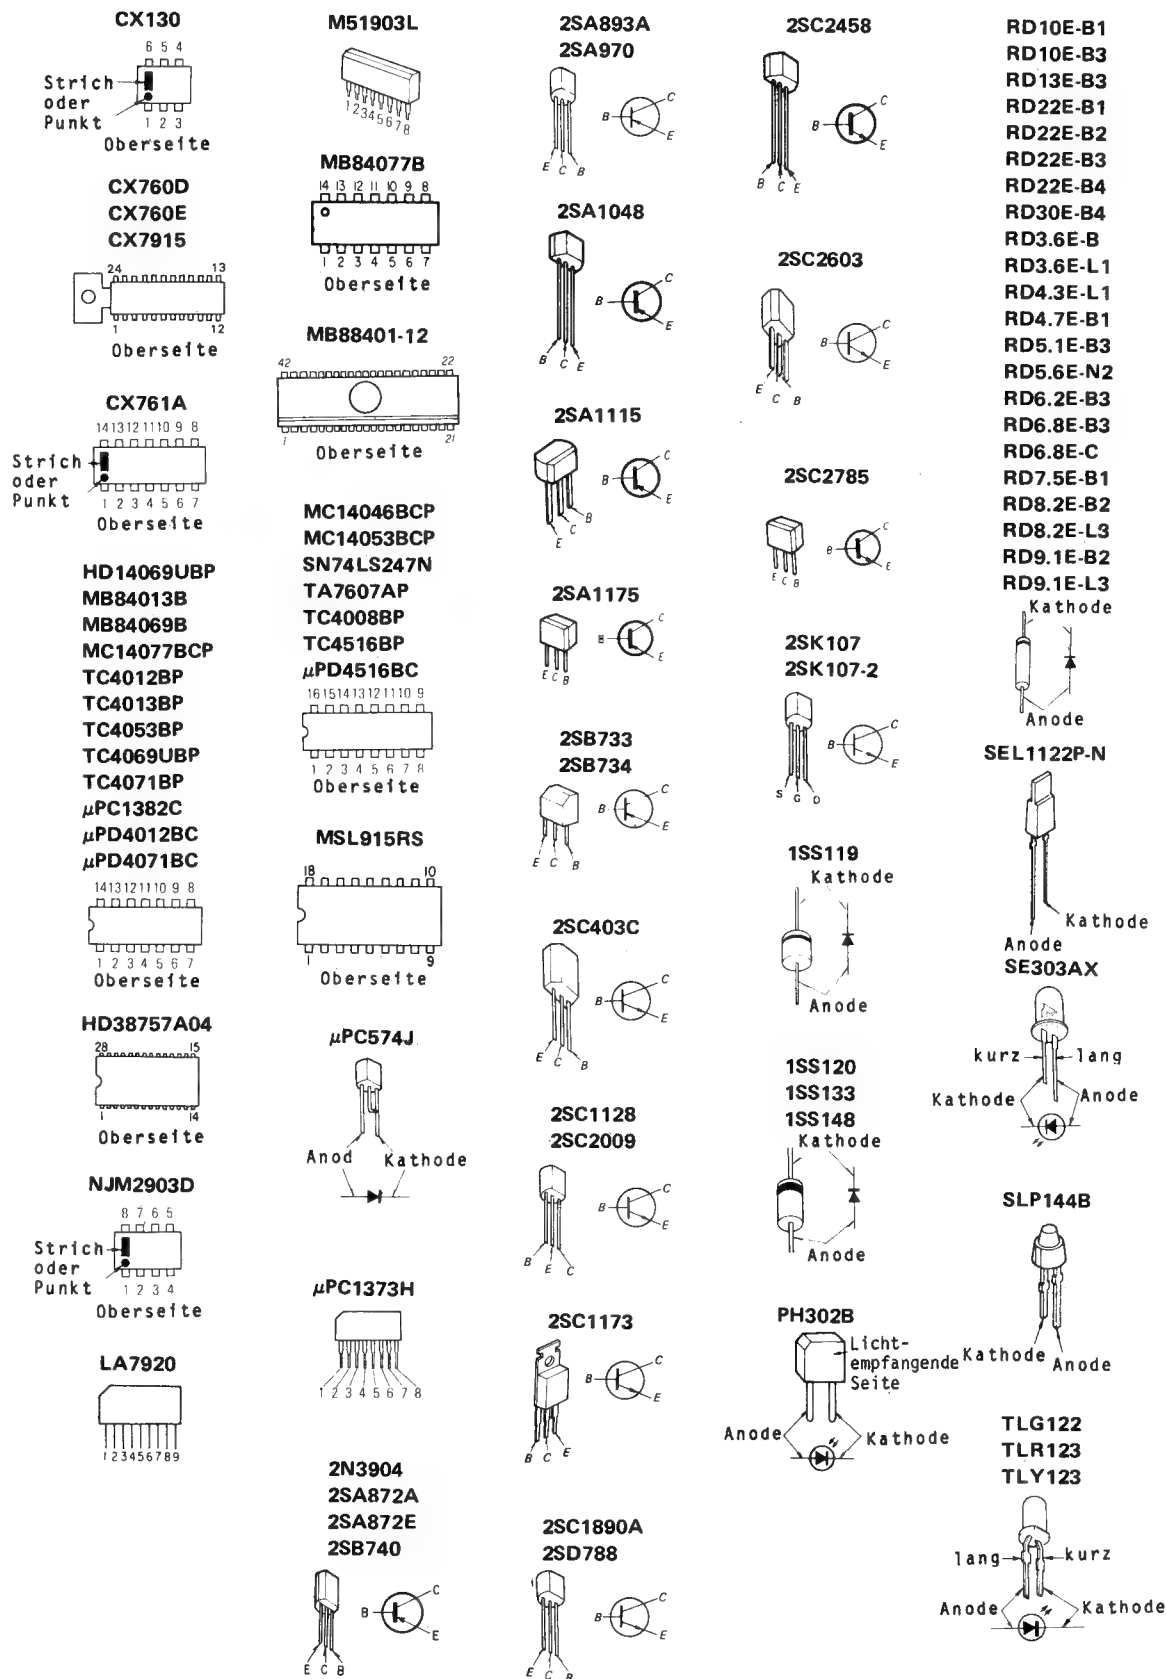 CX130
6 5 4
Strich
oder
Punkt
1 2 3
Oberseite
CX760D
CX760E
CX7915
24 13
1 12
Oberseite
CX761A
14 13 12 11 10 9 8
Strich
oder
Punkt
1 2 3 4 5 6 7
Oberseite
HD14069UBP
MB84013B
MB84069B
MC14077BCP
TC4012BP
TC4013BP
TC4053BP
TC4069UBP
TC4071BP
μPC1382C
μPD4012BC
μPD4071BC
14 13 12 11 10 9 8
1 2 3 4 5 6 7
Oberseite
HD38757A04
28 15
1 14
Oberseite
NJM2903D
8 7 6 5
Strich
oder
Punkt
1 2 3 4
Oberseite
LA7920
1 2 3 4 5 6 7 8 9
M51903L
1 2 3 4 5 6 7 8
MB84077B
14 13 12 11 10 9 8
1 2 3 4 5 6 7
Oberseite
MB88401-12
42 22
1 21
Oberseite
MC14046BCP
MC14053BCP
SN74LS247N
TA7607AP
TC4008BP
TC4516BP
μPD4516BC
16 15 14 13 12 11 10 9
1 2 3 4 5 6 7 8
Oberseite
MSL915RS
18 10
1 9
Oberseite
μPC574J
Anod Kathode
μPC1373H
1 2 3 4 5 6 7 8
2N3904
2SA872A
2SA872E
2SB740
B C E
E C B
2SA893A
2SA970
B C E
E C B
2SA1048
B C E
B C E
2SA1115
B C E
E C B
2SA1175
B C E
E C B
2SB733
2SB734
B C E
E C B
2SC403C
B C E
E C B
2SC1128
2SC2009
B C E
B E C
2SC1173
B C E
B C E
2SC1890A
2SD788
B C E
E C B
2SC2458
B C E
B C E
2SC2603
B C E
E C B
2SC2785
B C E
E C B
2SK107
2SK107-2
B C E
S G D
1SS119
Kathode
Anode
1SS120
1SS133
1SS148
Kathode
Anode
PH302B
Licht-
empfangende
Seite
Anode Kathode
RD10E-B1
RD10E-B3
RD13E-B3
RD22E-B1
RD22E-B2
RD22E-B3
RD22E-B4
RD30E-B4
RD3.6E-B
RD3.6E-L1
RD4.3E-L1
RD4.7E-B1
RD5.1E-B3
RD5.6E-N2
RD6.2E-B3
RD6.8E-B3
RD6.8E-C
RD7.5E-B1
RD8.2E-B2
RD8.2E-L3
RD9.1E-B2
RD9.1E-L3
Kathode
Anode
SEL1122P-N
Kathode
Anode
SE303AX
kurz lang
Kathode Anode
SLP144B
Kathode Anode
TLG122
TLR123
TLY123
lang kurz
Anode Kathode